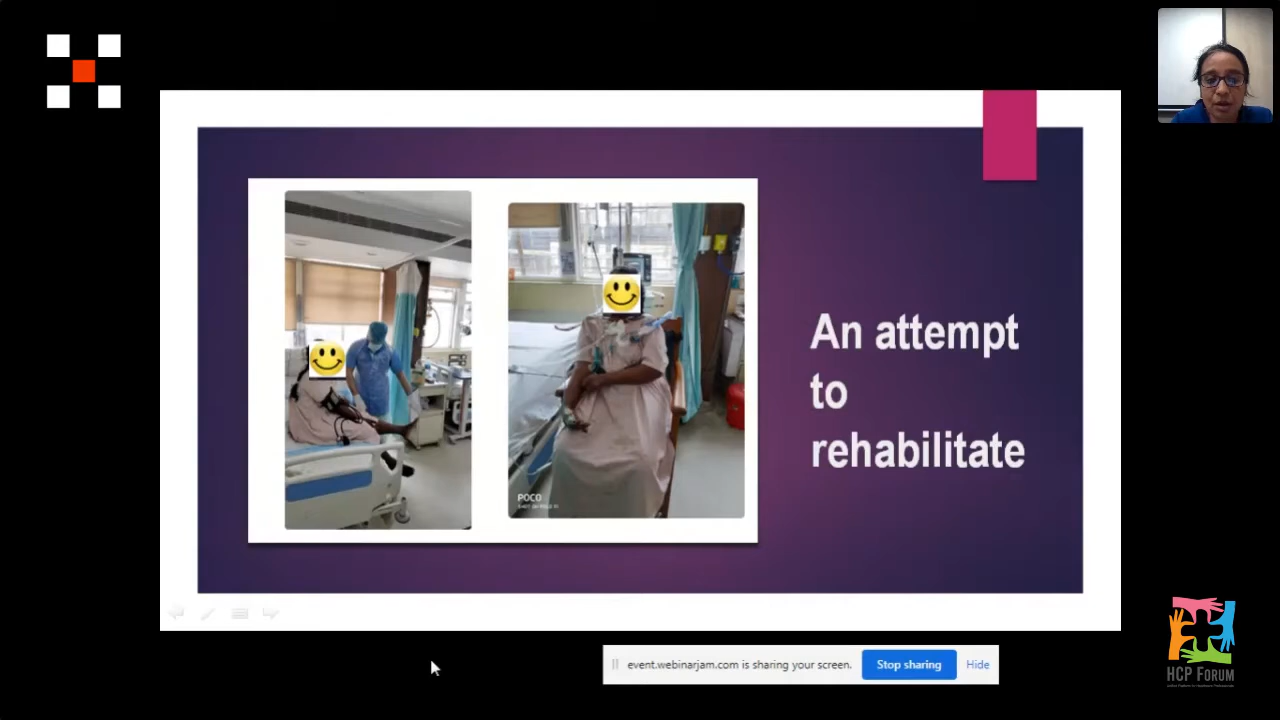 An attempt
to
rehabilitate
POCO
event.webinarjam.com is sharing your screen.
Stop sharing
Hide
HCP FORUM